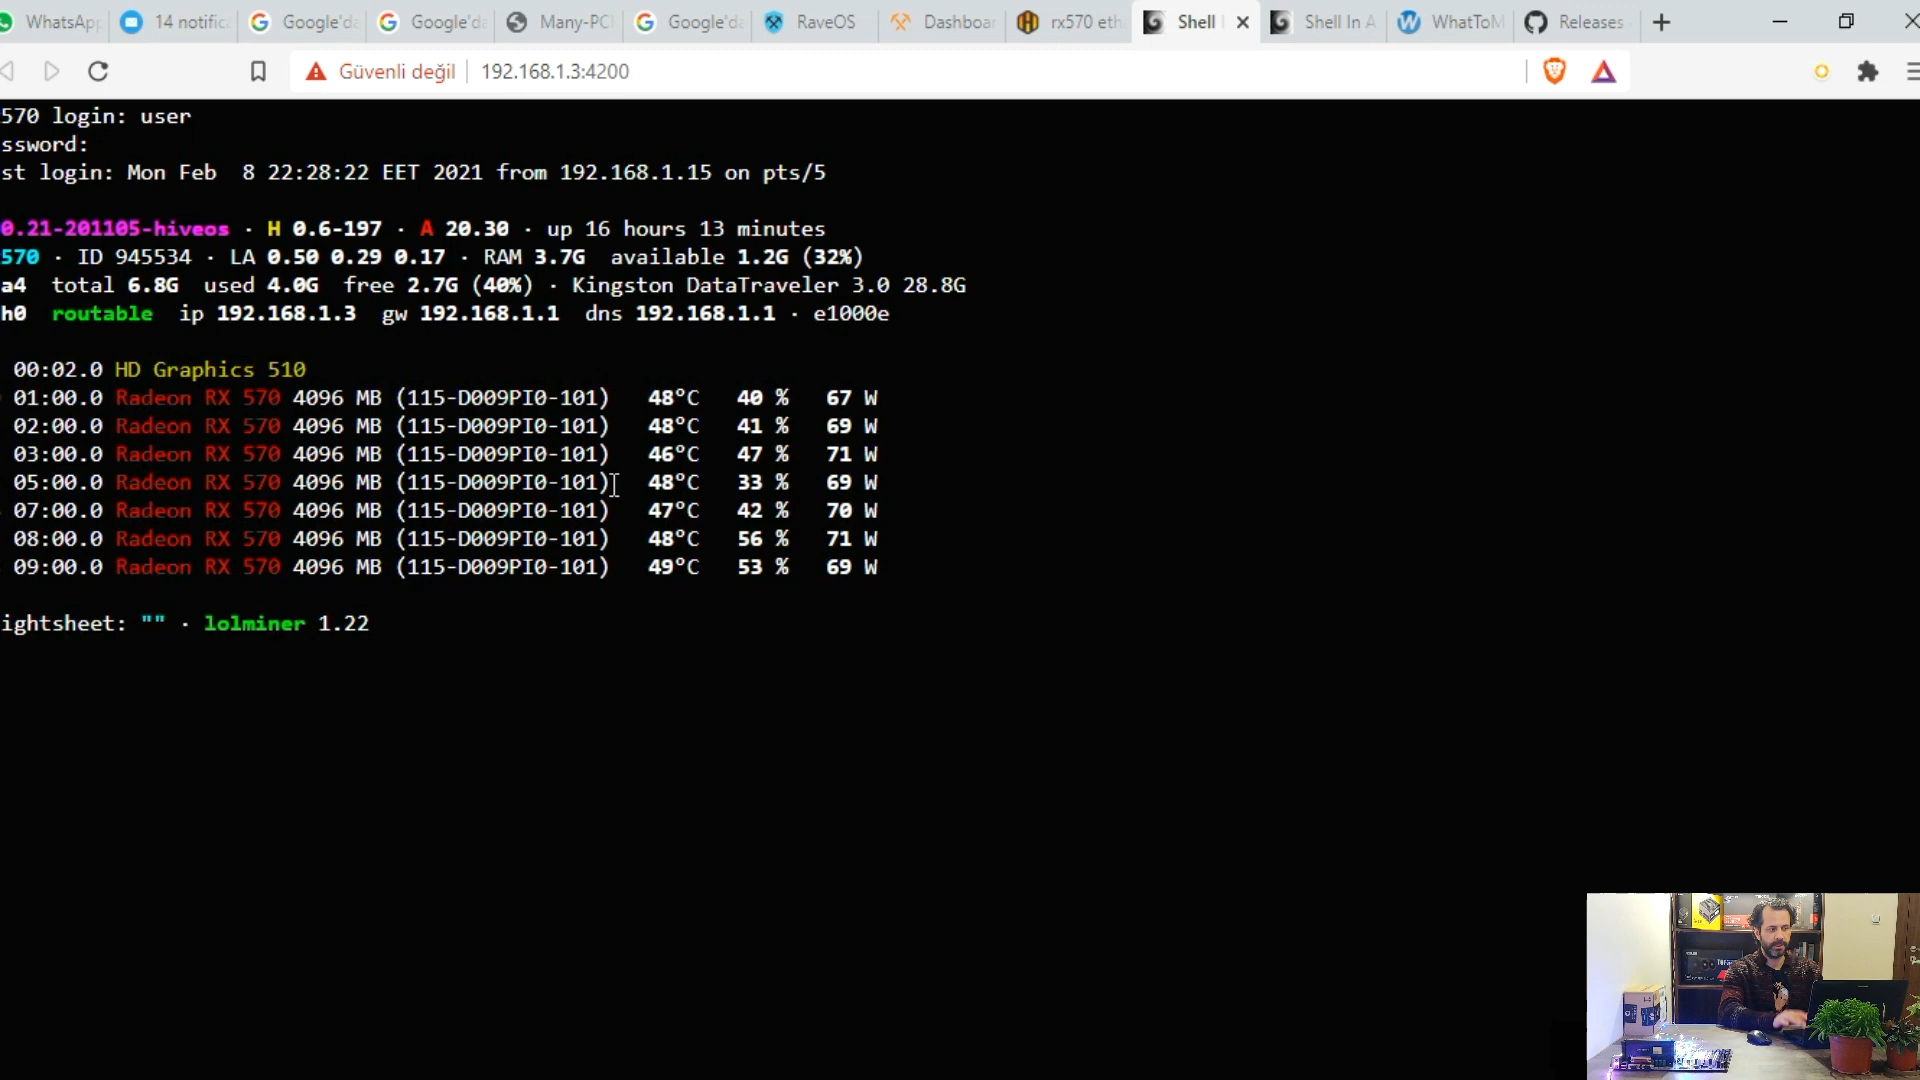 WhatsApp
14 notific
Google'da
Google'da
Many-PC
Google'da
RaveOS
Dashboar
rx570 eth
Shell I
Shell In A
WhatToM
Releases
Güvenli değil
192.168.1.3:4200
570 login: user
ssword:
st login: Mon Feb  8 22:28:22 EET 2021 from 192.168.1.15 on pts/5
0.21-201105-hiveos · H 0.6-197 · A 20.30 · up 16 hours 13 minutes
570 · ID 945534 · LA 0.50 0.29 0.17 · RAM 3.7G  available 1.2G (32%)
a4  total 6.8G  used 4.0G  free 2.7G (40%) · Kingston DataTraveler 3.0 28.8G
h0  routable  ip 192.168.1.3  gw 192.168.1.1  dns 192.168.1.1 · e1000e
00:02.0 HD Graphics 510
01:00.0 Radeon RX 570 4096 MB (115-D009PI0-101)   48°C   40 %   67 W
02:00.0 Radeon RX 570 4096 MB (115-D009PI0-101)   48°C   41 %   69 W
03:00.0 Radeon RX 570 4096 MB (115-D009PI0-101)   46°C   47 %   71 W
05:00.0 Radeon RX 570 4096 MB (115-D009PI0-101)   48°C   33 %   69 W
07:00.0 Radeon RX 570 4096 MB (115-D009PI0-101)   47°C   42 %   70 W
08:00.0 Radeon RX 570 4096 MB (115-D009PI0-101)   48°C   56 %   71 W
09:00.0 Radeon RX 570 4096 MB (115-D009PI0-101)   49°C   53 %   69 W
ightsheet: "" · lolminer 1.22